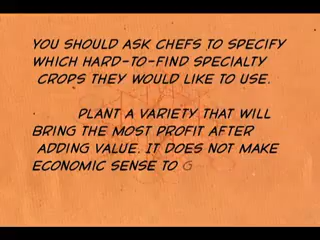 YOU SHOULD ASK CHEFS TO SPECIFY
WHICH HARD-TO-FIND SPECIALTY
CROPS THEY WOULD LIKE TO USE.
· PLANT A VARIETY THAT WILL
BRING THE MOST PROFIT AFTER
ADDING VALUE. IT DOES NOT MAKE
ECONOMIC SENSE TO G